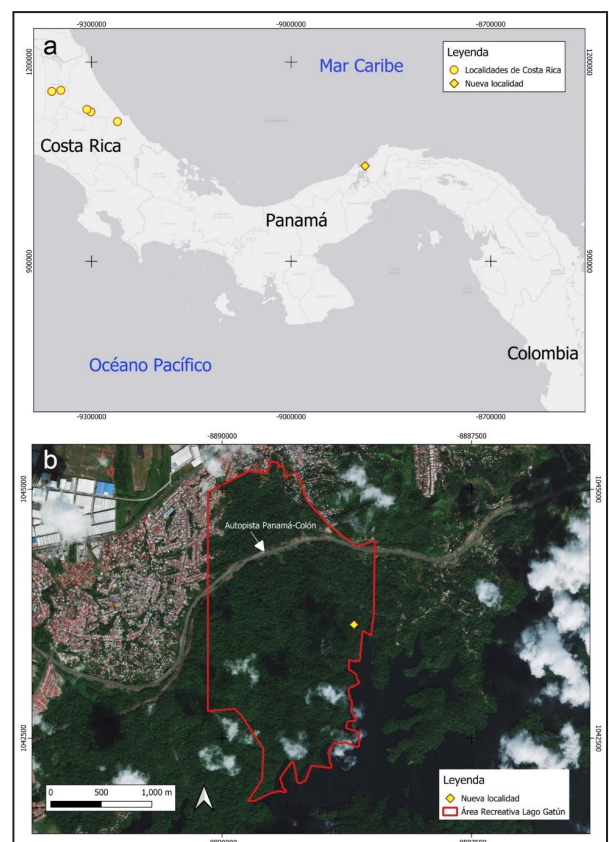 a
-9300000
-9000000
-8700000
1200000
1200000
Mar Caribe
Leyenda
Localidades de Costa Rica
Nueva localidad
Costa Rica
Panamá
900000
900000
Océano Pacífico
Colombia
-9300000
-9000000
-8700000
b
-8890000
-8887500
1045000
1045000
Autopista Panamá-Colón
1042500
1042500
0 500 1,000 m
Leyenda
Nueva localidad
Área Recreativa Lago Gatún
-8890000
-8887500